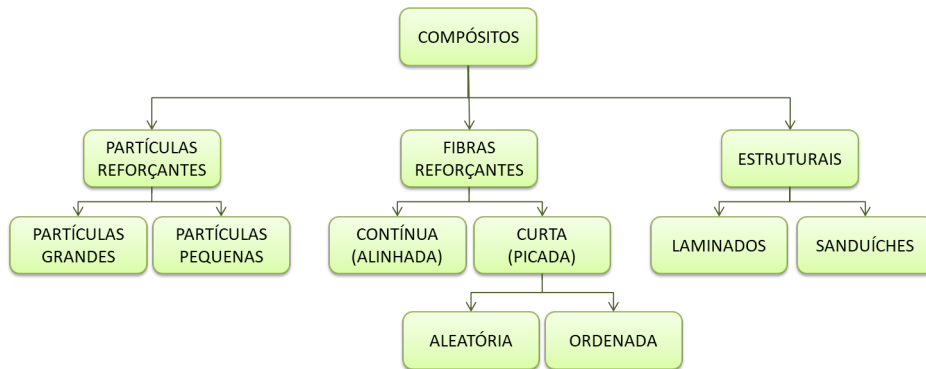 COMPÓSITOS
PARTÍCULAS
REFORÇANTES
FIBRAS
REFORÇANTES
ESTRUTURAIS
PARTÍCULAS
GRANDES
PARTÍCULAS
PEQUENAS
CONTÍNUA
(ALINHADA)
CURTA
(PICADA)
LAMINADOS
SANDUÍCHES
ALEATÓRIA
ORDENADA